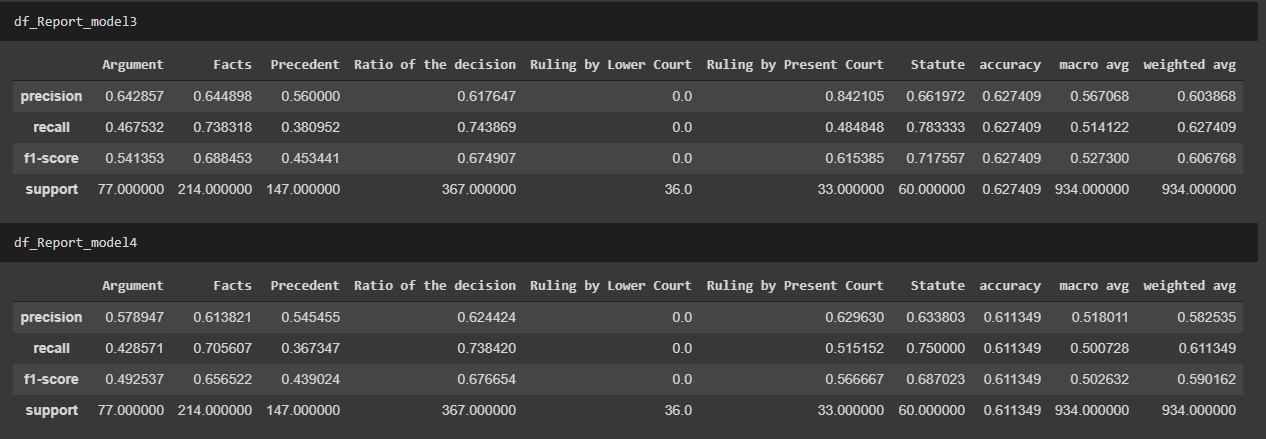 df_Report_model3
Argument Facts Precedent Ratio of the decision Ruling by Lower Court Ruling by Present Court Statute accuracy macro avg weighted avg
precision 0.642857 0.644898 0.560000 0.617647 0.0 0.842105 0.661972 0.627409 0.567068 0.603868
recall 0.467532 0.738318 0.380952 0.743869 0.0 0.484848 0.783333 0.627409 0.514122 0.627409
f1-score 0.541353 0.688453 0.453441 0.674907 0.0 0.615385 0.717557 0.627409 0.527300 0.606768
support 77.000000 214.000000 147.000000 367.000000 36.0 33.000000 60.000000 0.627409 934.000000 934.000000
df_Report_model4
Argument Facts Precedent Ratio of the decision Ruling by Lower Court Ruling by Present Court Statute accuracy macro avg weighted avg
precision 0.578947 0.613821 0.545455 0.624424 0.0 0.629630 0.633803 0.611349 0.518011 0.582535
recall 0.428571 0.705607 0.367347 0.738420 0.0 0.515152 0.750000 0.611349 0.500728 0.611349
f1-score 0.492537 0.656522 0.439024 0.676654 0.0 0.566667 0.687023 0.611349 0.502632 0.590162
support 77.000000 214.000000 147.000000 367.000000 36.0 33.000000 60.000000 0.611349 934.000000 934.000000